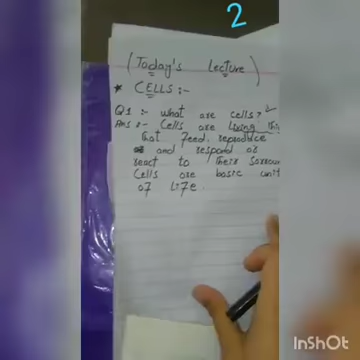 2
(Today's Lecture)
* CELLS :-
Q1 :- What are cells?
Ans :- Cells are Living thi
that feed, reproduce
and respond or
react to their surrou
Cells are basic unit
of Life.
InShOt